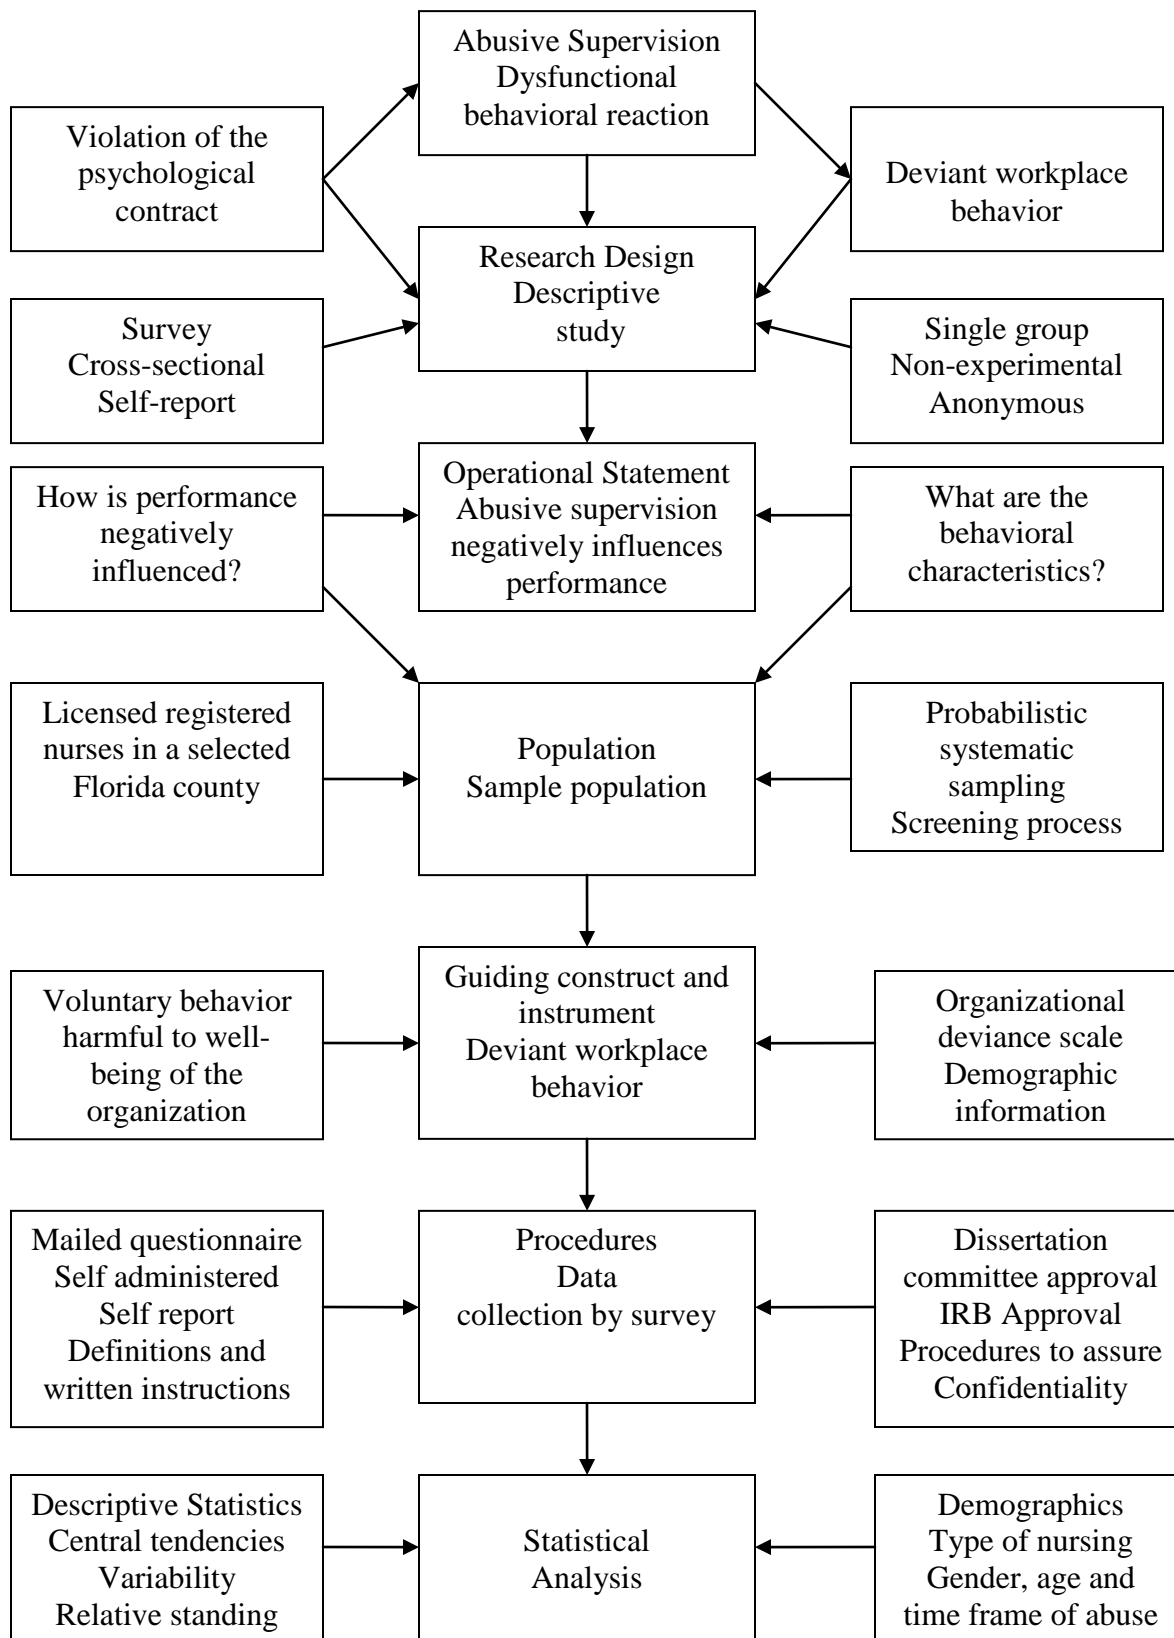 Abusive Supervision
Dysfunctional
behavioral reaction
Violation of the
psychological
contract
Deviant workplace
behavior
Research Design
Descriptive
study
Survey
Cross-sectional
Self-report
Single group
Non-experimental
Anonymous
How is performance
negatively
influenced?
Operational Statement
Abusive supervision
negatively influences
performance
What are the
behavioral
characteristics?
Licensed registered
nurses in a selected
Florida county
Population
Sample population
Probabilistic
systematic
sampling
Screening process
Voluntary behavior
harmful to well-
being of the
organization
Guiding construct and
instrument
Deviant workplace
behavior
Organizational
deviance scale
Demographic
information
Mailed questionnaire
Self administered
Self report
Definitions and
written instructions
Procedures
Data
collection by survey
Dissertation
committee approval
IRB Approval
Procedures to assure
Confidentiality
Descriptive Statistics
Central tendencies
Variability
Relative standing
Statistical
Analysis
Demographics
Type of nursing
Gender, age and
time frame of abuse